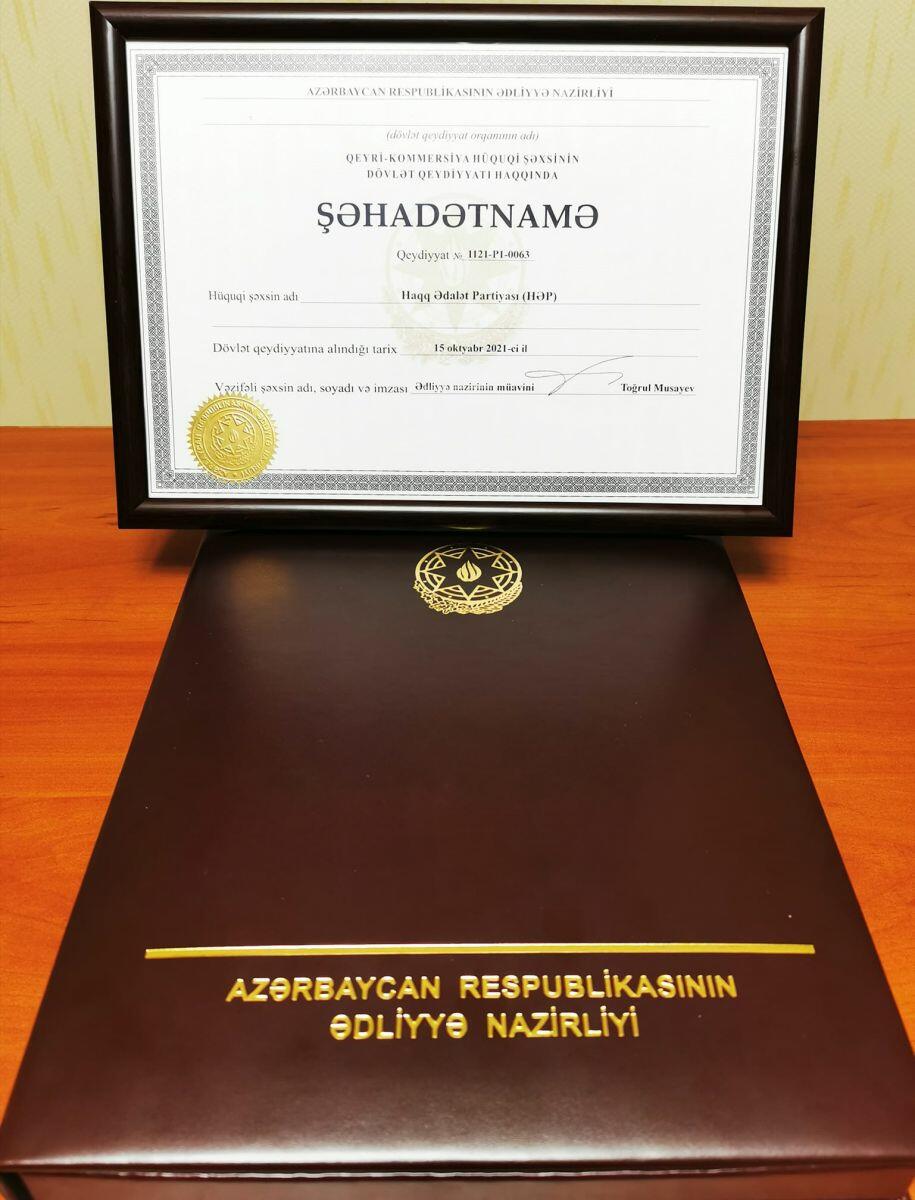 AZƏRBAYCAN RESPUBLİKASININ ƏDLİYYƏ NAZİRLİYİ
(dövlət qeydiyyat orqanının adı)
QEYRİ-KOMMERSİYA HÜQUQİ ŞƏXSİNİN
DÖVLƏT QEYDİYYATI HAQQINDA
ŞƏHADƏTNAMƏ
Qeydiyyat № 1121-P1-0063
Hüquqi şəxsin adı Haqq Ədalət Partiyası (HƏP)
Dövlət qeydiyyatına alındığı tarix 15 oktyabr 2021-ci il
Vəzifəli şəxsin adı, soyadı və imzası Ədliyyə nazirinin müavini Toğrul Musayev
AZƏRBAYCAN RESPUBLİKASININ
ƏDLİYYƏ NAZİRLİYİ